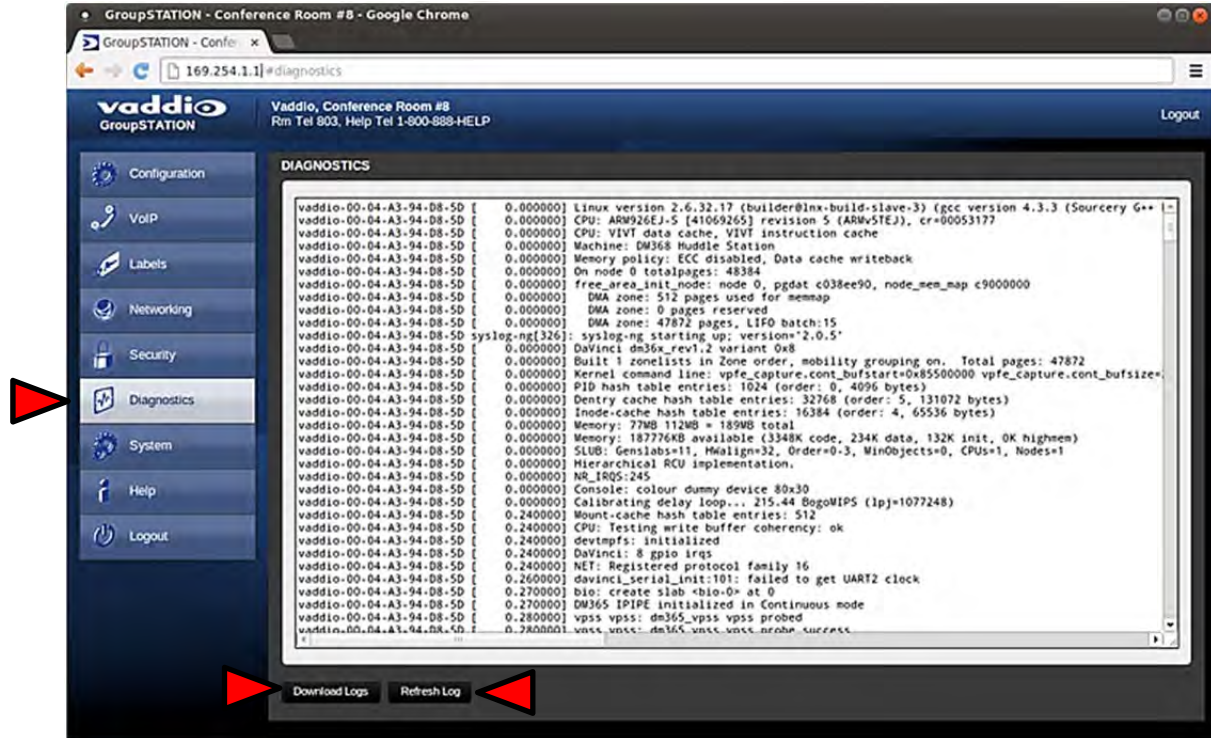 GroupSTATION - Conference Room #8 - Google Chrome
GroupSTATION - Confe
169.254.1.1/#diagnostics
vaddio
GroupSTATION
Vaddio, Conference Room #8
Rm Tel 803, Help Tel 1-800-888-HELP
Logout
Configuration
VoIP
Labels
Networking
Security
Diagnostics
System
Help
Logout
DIAGNOSTICS
vaddio-00-04-A3-94-D8-5D [ 0.000000] Linux version 2.6.32.17 (builder@lnx-build-slave-3) (gcc version 4.3.3 (Sourcery G++
vaddio-00-04-A3-94-D8-5D [ 0.000000] CPU: ARM926EJ-S [41069265] revision 5 (ARMv5TEJ), cr=00053177
vaddio-00-04-A3-94-D8-5D [ 0.000000] CPU: VIVT data cache, VIVT instruction cache
vaddio-00-04-A3-94-D8-5D [ 0.000000] Machine: DM368 Huddle Station
vaddio-00-04-A3-94-D8-5D [ 0.000000] Memory policy: ECC disabled, Data cache writeback
vaddio-00-04-A3-94-D8-5D [ 0.000000] On node 0 totalpages: 48384
vaddio-00-04-A3-94-D8-5D [ 0.000000] free_area_init_node: node 0, pgdat c038ee90, node_mem_map c9000000
vaddio-00-04-A3-94-D8-5D [ 0.000000] DMA zone: 512 pages used for memmap
vaddio-00-04-A3-94-D8-5D [ 0.000000] DMA zone: 0 pages reserved
vaddio-00-04-A3-94-D8-5D [ 0.000000] DMA zone: 47872 pages, LIFO batch:15
vaddio-00-04-A3-94-D8-5D syslog-ng[326]: syslog-ng starting up; version='2.0.5'
vaddio-00-04-A3-94-D8-5D [ 0.000000] DaVinci dm36x_rev1.2 variant 0x8
vaddio-00-04-A3-94-D8-5D [ 0.000000] Built 1 zonelists in Zone order, mobility grouping on. Total pages: 47872
vaddio-00-04-A3-94-D8-5D [ 0.000000] Kernel command line: vpfe_capture.cont_bufstart=0x85500000 vpfe_capture.cont_bufsize=
vaddio-00-04-A3-94-D8-5D [ 0.000000] PID hash table entries: 1024 (order: 0, 4096 bytes)
vaddio-00-04-A3-94-D8-5D [ 0.000000] Dentry cache hash table entries: 32768 (order: 5, 131072 bytes)
vaddio-00-04-A3-94-D8-5D [ 0.000000] Inode-cache hash table entries: 16384 (order: 4, 65536 bytes)
vaddio-00-04-A3-94-D8-5D [ 0.000000] Memory: 77MB 112MB = 189MB total
vaddio-00-04-A3-94-D8-5D [ 0.000000] Memory: 187776KB available (3348K code, 234K data, 132K init, 0K highmem)
vaddio-00-04-A3-94-D8-5D [ 0.000000] SLUB: Genslabs=11, HWalign=32, Order=0-3, MinObjects=0, CPUs=1, Nodes=1
vaddio-00-04-A3-94-D8-5D [ 0.000000] Hierarchical RCU implementation.
vaddio-00-04-A3-94-D8-5D [ 0.000000] NR_IRQS:245
vaddio-00-04-A3-94-D8-5D [ 0.000000] Console: colour dummy device 80x30
vaddio-00-04-A3-94-D8-5D [ 0.000000] Calibrating delay loop... 215.44 BogoMIPS (lpj=1077248)
vaddio-00-04-A3-94-D8-5D [ 0.240000] Mount-cache hash table entries: 512
vaddio-00-04-A3-94-D8-5D [ 0.240000] CPU: Testing write buffer coherency: ok
vaddio-00-04-A3-94-D8-5D [ 0.240000] devtmpfs: initialized
vaddio-00-04-A3-94-D8-5D [ 0.240000] DaVinci: 8 gpio irqs
vaddio-00-04-A3-94-D8-5D [ 0.240000] NET: Registered protocol family 16
vaddio-00-04-A3-94-D8-5D [ 0.260000] davinci_serial_init:101: failed to get UART2 clock
vaddio-00-04-A3-94-D8-5D [ 0.270000] bio: create slab <bio-0> at 0
vaddio-00-04-A3-94-D8-5D [ 0.270000] DM365 IPIPE initialized in Continuous mode
vaddio-00-04-A3-94-D8-5D [ 0.280000] vpss vpss: dm365_vpss vpss probed
vaddio-00-04-A3-94-D8-5D [ 0.280000] vpss vpss: dm365_vpss vpss probe success
Download Logs
Refresh Log